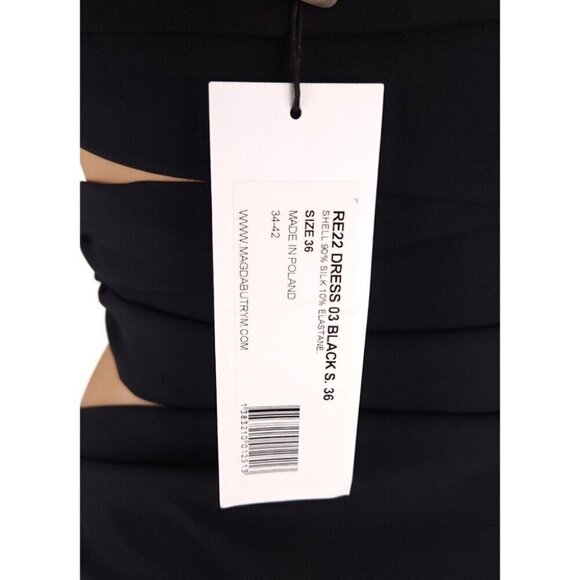 RE22 DRESS 03 BLACK S. 36
SHELL 90% SILK 10% ELASTANE
SIZE 36
MADE IN POLAND
34-42
WWW.MAGDABUTRYM.COM
1383210012513